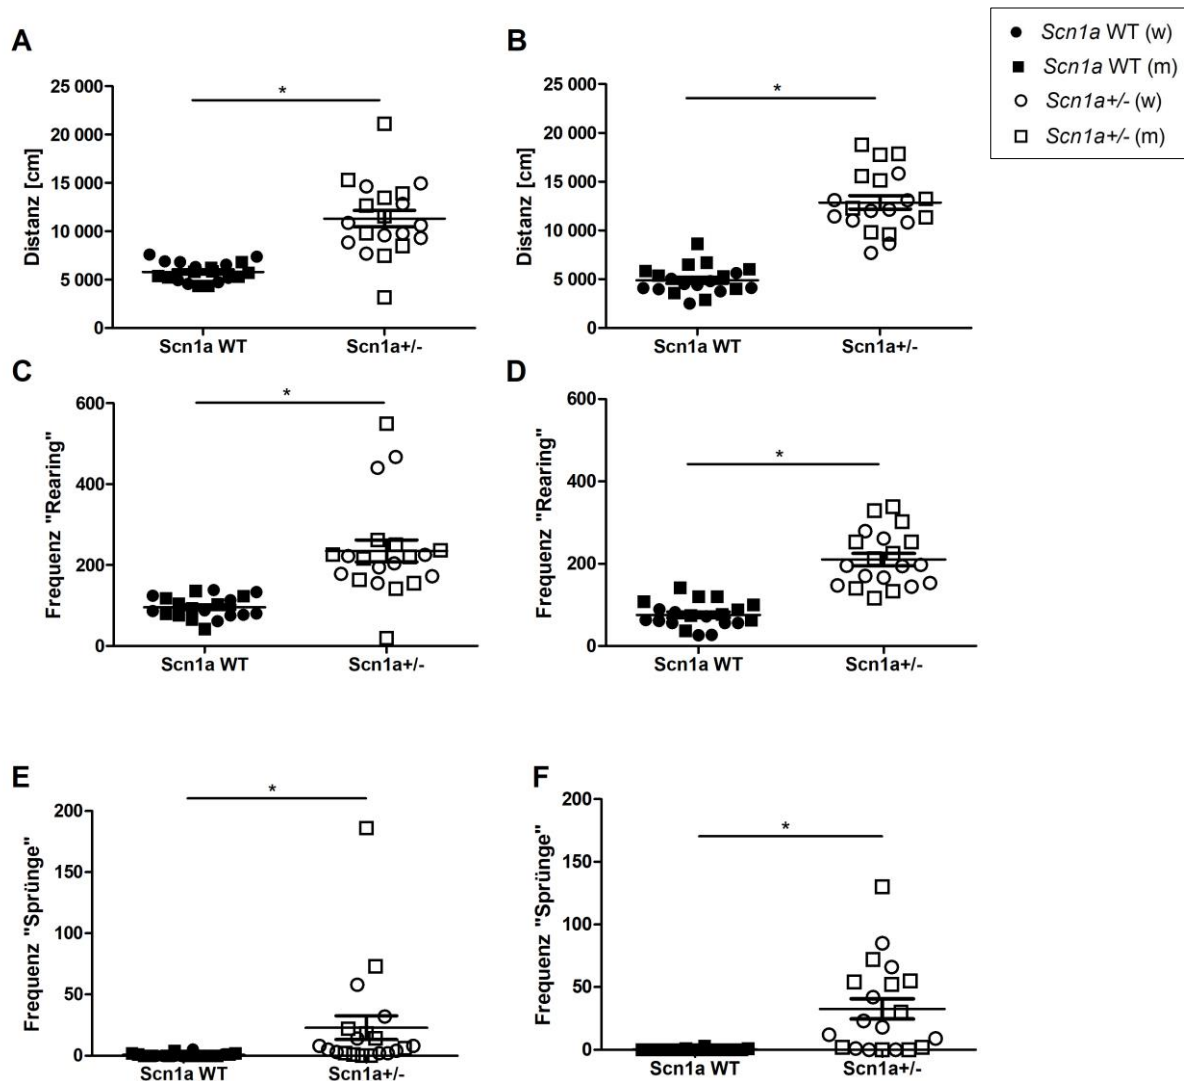 A
B
Scn1a WT (w)
Scn1a WT (m)
Scn1a+/- (w)
Scn1a+/- (m)
Distanz [cm]
25 000
20 000
15 000
10 000
5 000
0
*
Scn1a WT
Scn1a+/-
Distanz [cm]
25 000
20 000
15 000
10 000
5 000
0
*
Scn1a WT
Scn1a+/-
C
Frequenz "Rearing"
600
400
200
0
*
Scn1a WT
Scn1a+/-
D
Frequenz "Rearing"
600
400
200
0
*
Scn1a WT
Scn1a+/-
E
Frequenz "Sprünge"
200
150
100
50
0
*
Scn1a WT
Scn1a+/-
F
Frequenz "Sprünge"
200
150
100
50
0
*
Scn1a WT
Scn1a+/-